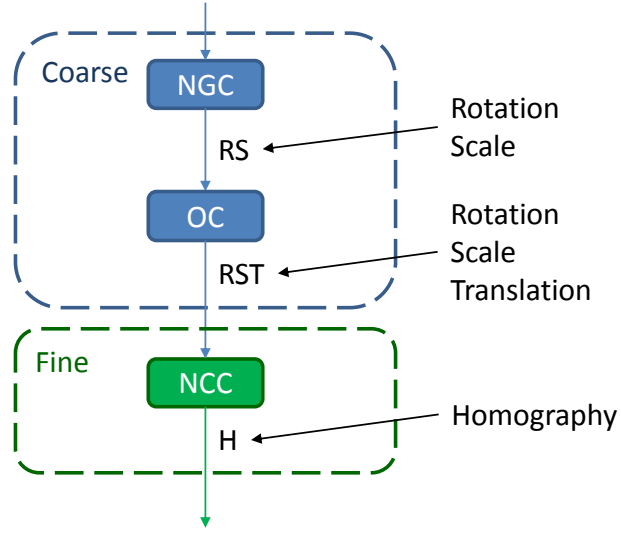 Coarse
NGC
RS
Rotation
Scale
OC
RST
Rotation
Scale
Translation
Fine
NCC
H
Homography